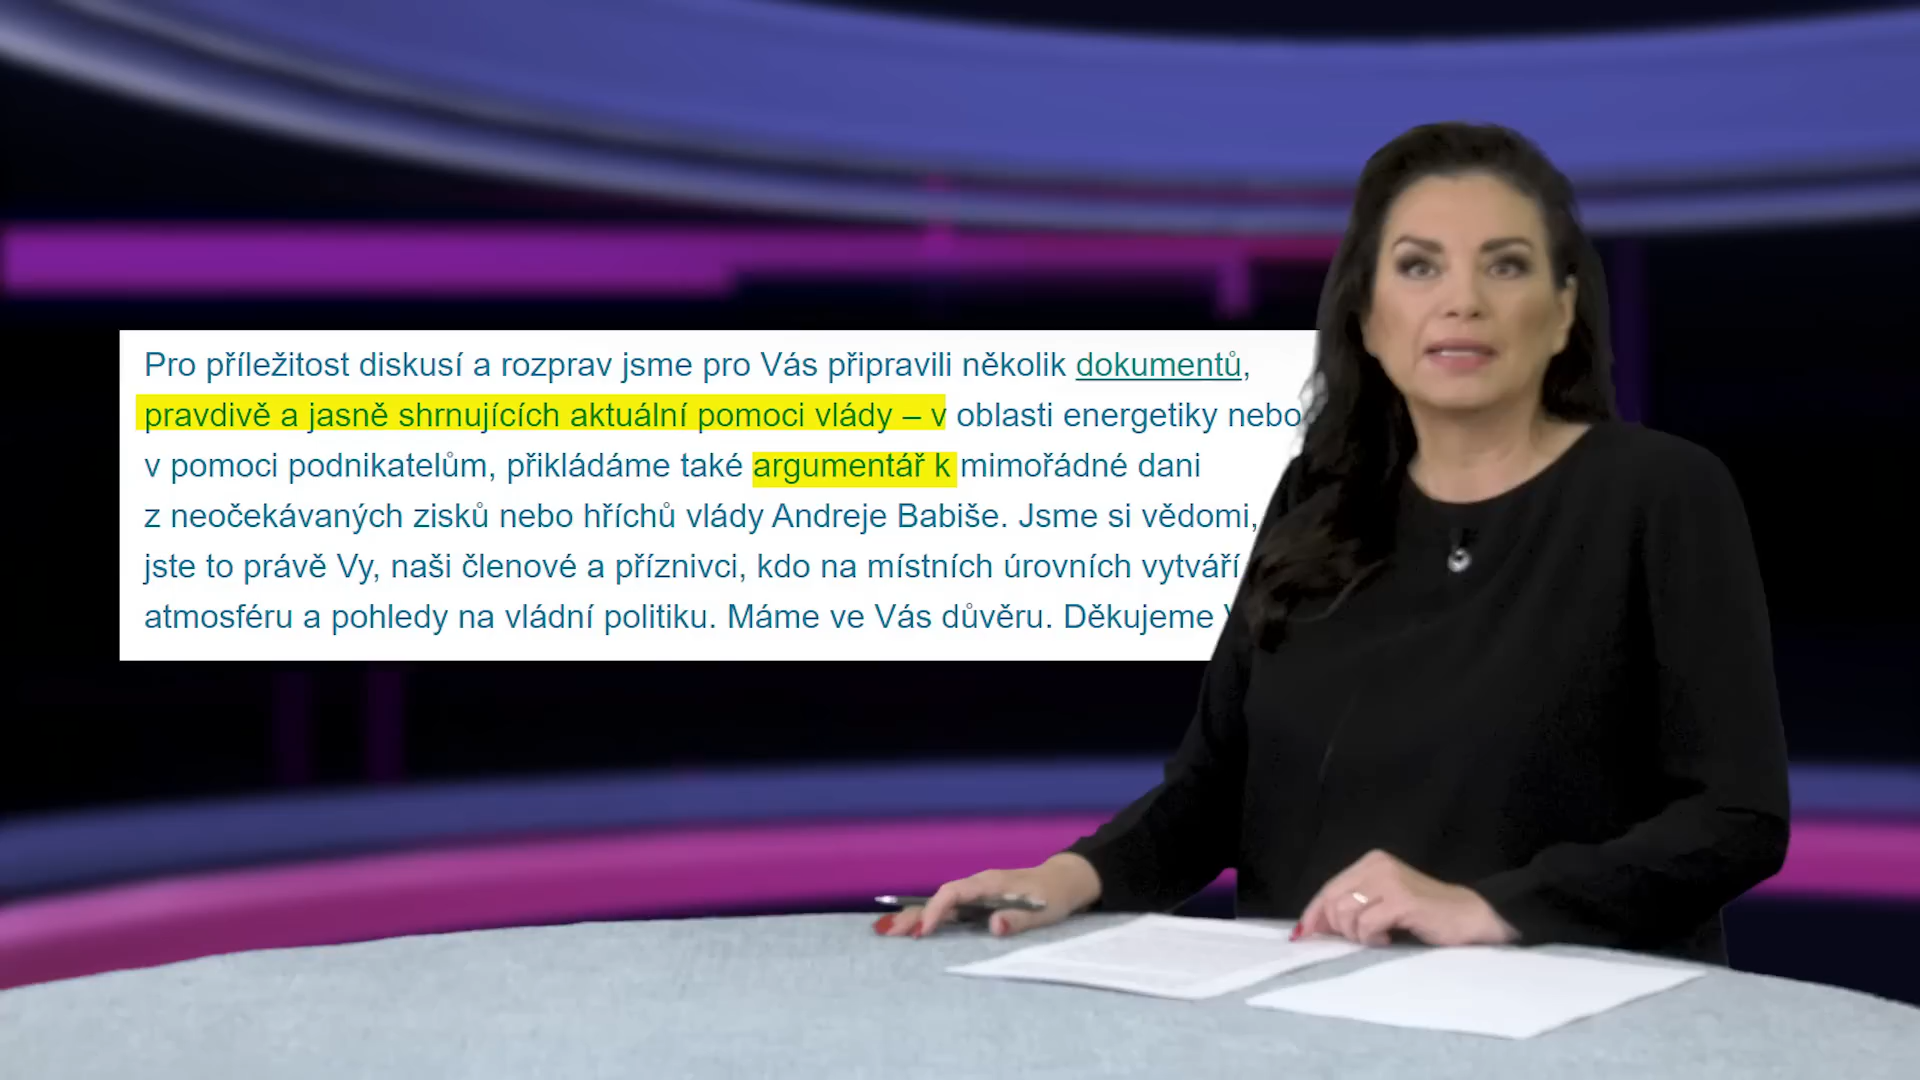 Pro příležitost diskusí a rozprav jsme pro Vás připravili několik dokumentů,
pravdivě a jasně shrnujících aktuální pomoci vlády – v oblasti energetiky nebo
v pomoci podnikatelům, přikládáme také argumentář k mimořádné dani
z neočekávaných zisků nebo hříchů vlády Andreje Babiše. Jsme si vědomi,
jste to právě Vy, naši členové a příznivci, kdo na místních úrovních vytváří
atmosféru a pohledy na vládní politiku. Máme ve Vás důvěru. Děkujeme